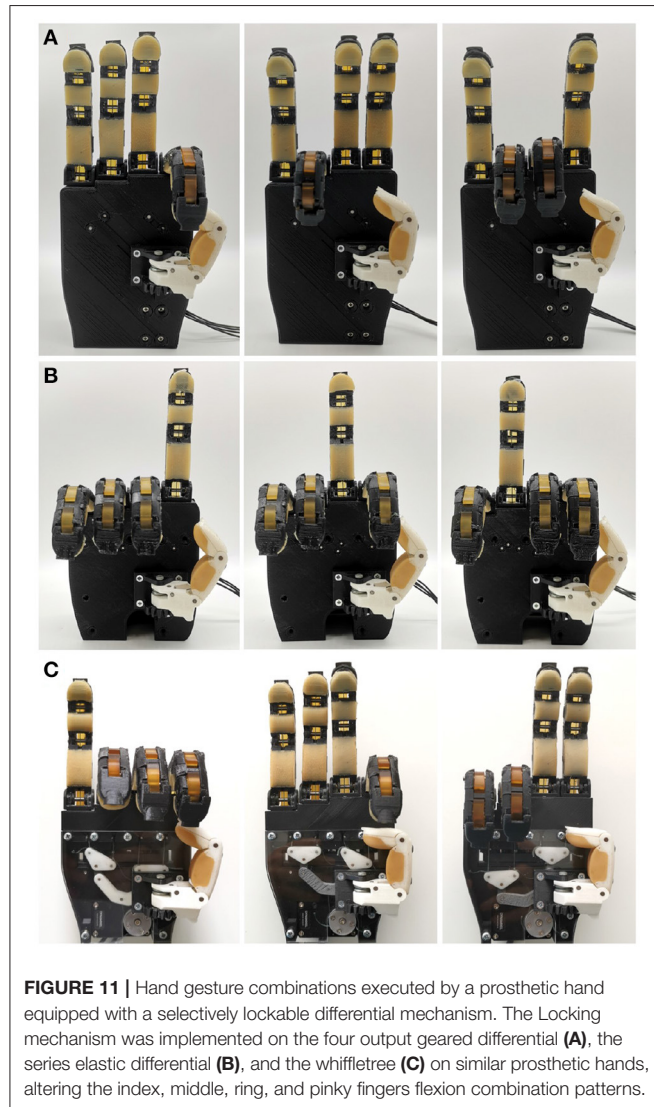 A
B
C
FIGURE 11 | Hand gesture combinations executed by a prosthetic hand
equipped with a selectively lockable differential mechanism. The Locking
mechanism was implemented on the four output geared differential (A), the
series elastic differential (B), and the whiffletree (C) on similar prosthetic hands,
altering the index, middle, ring, and pinky fingers flexion combination patterns.